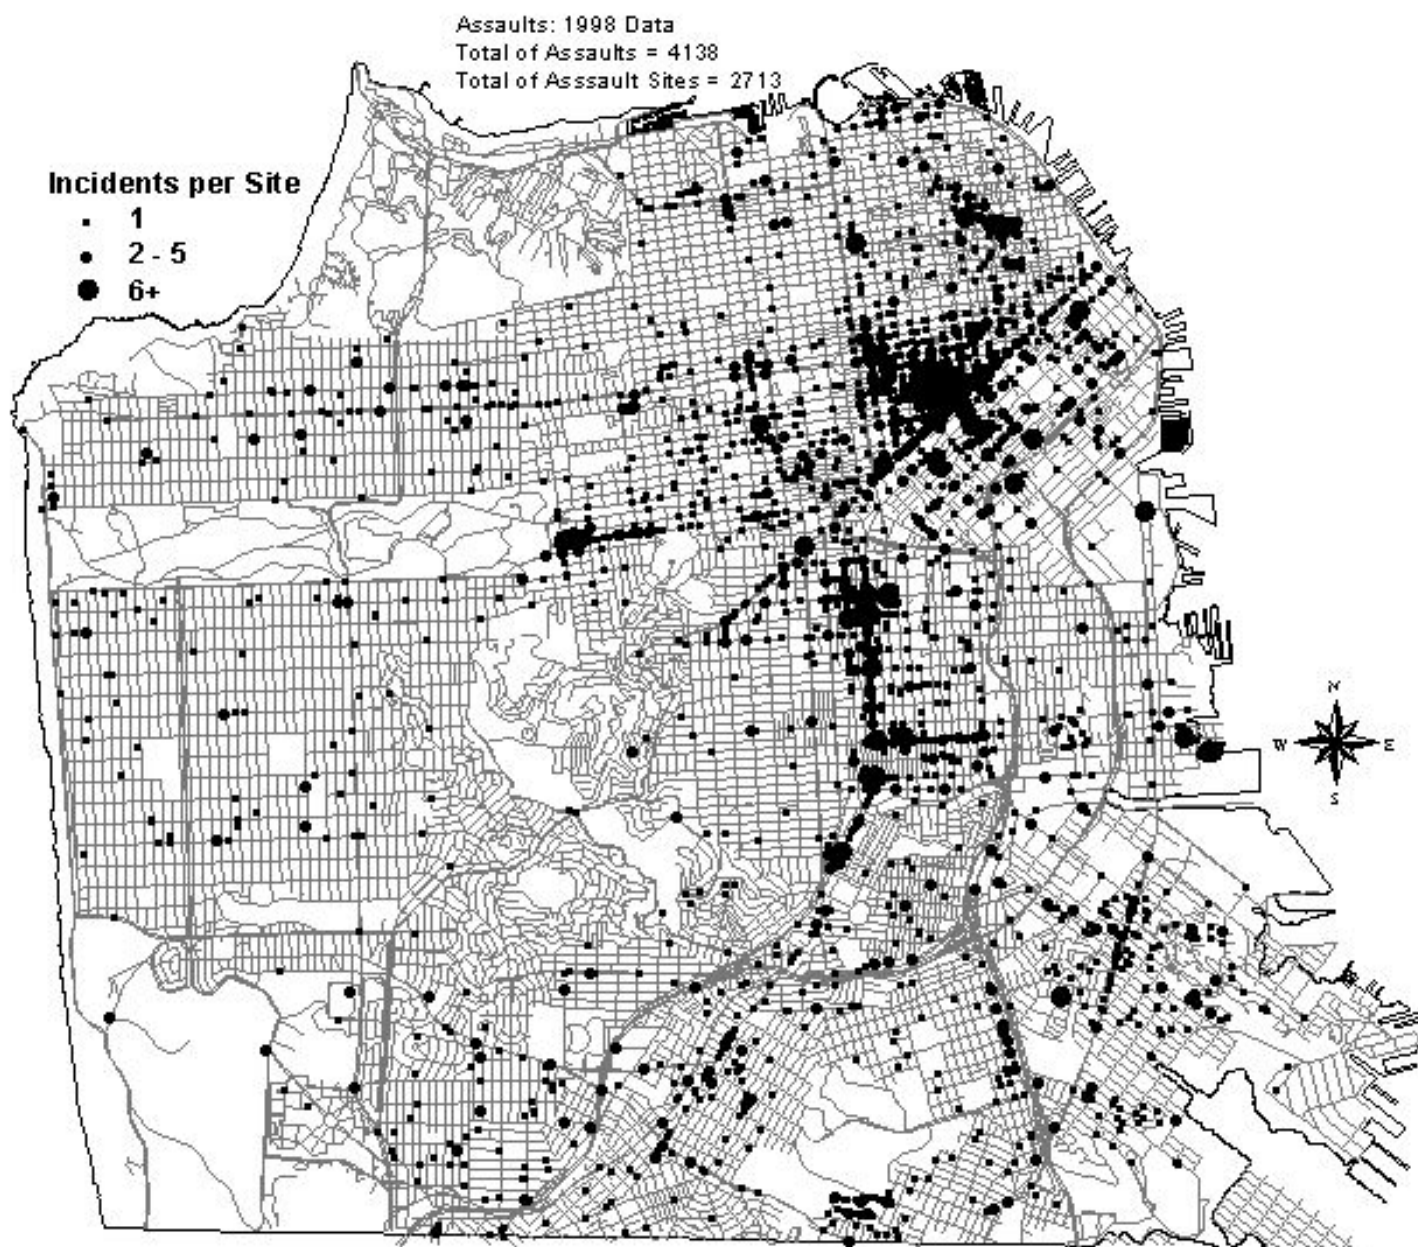 Assaults: 1998 Data
Total of Assaults = 4138
Total of Asssault Sites = 2713
Incidents per Site
1
2 - 5
6+
N
W E
S